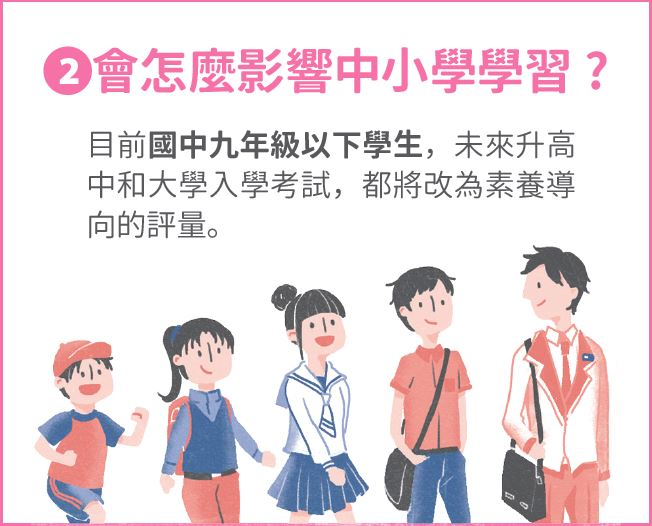 ❷會怎麼影響中小學學習?
目前國中九年級以下學生，未來升高
中和大學入學考試，都將改為素養導
向的評量。